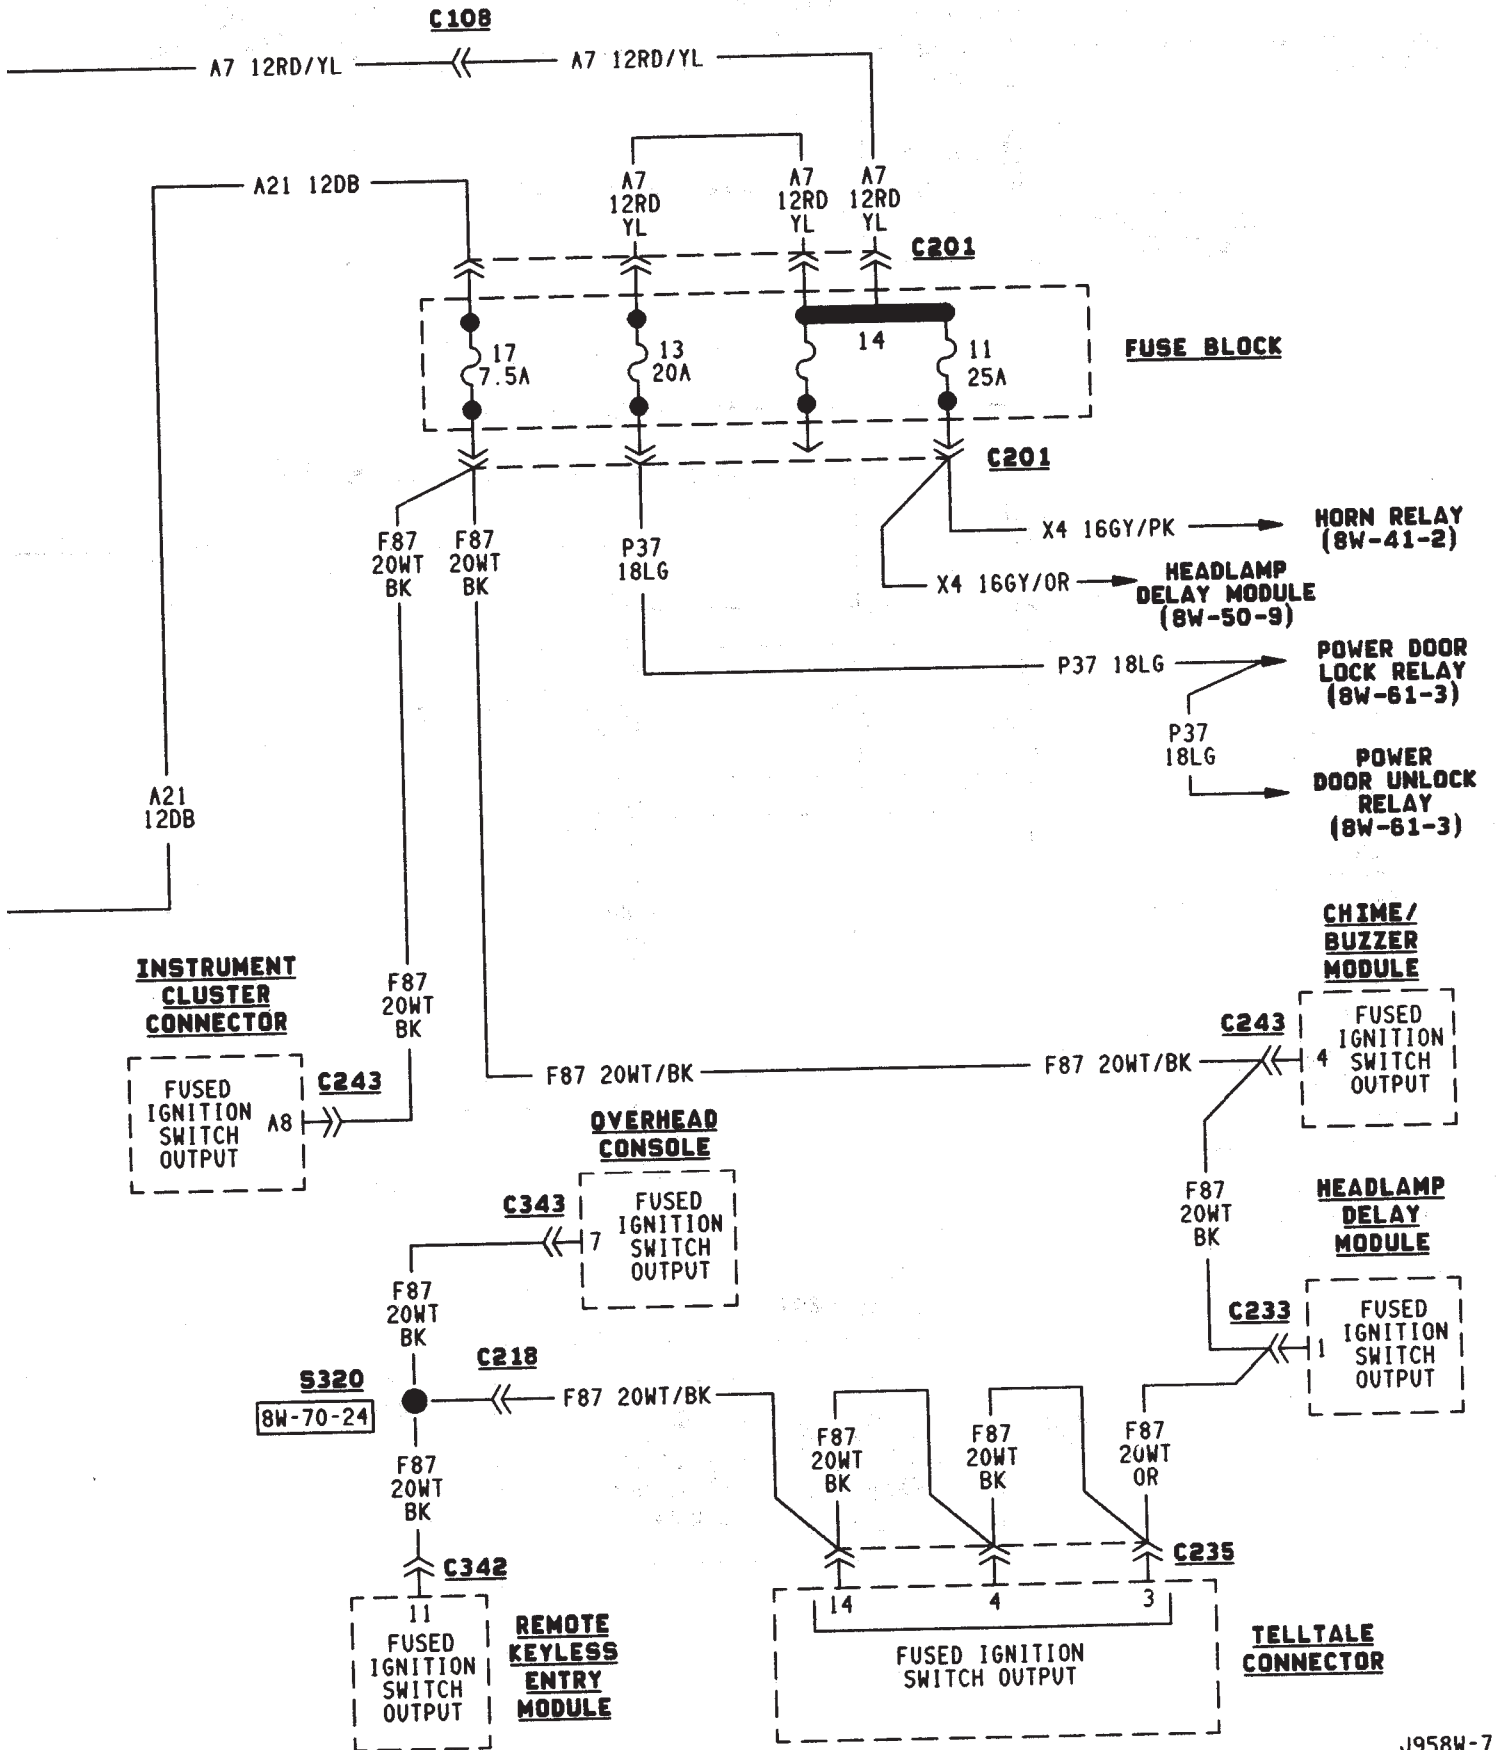 C108
A7 12RD/YL
A7 12RD/YL
A21 12DB
A7
12RD
YL
A7
12RD
YL
A7
12RD
YL
C201
17
7.5A
13
20A
14
11
25A
FUSE BLOCK
C201
F87
20WT
BK
F87
20WT
BK
P37
18LG
X4 16GY/PK
HORN RELAY
(8W-41-2)
X4 16GY/OR
HEADLAMP
DELAY MODULE
(8W-50-9)
P37 18LG
POWER DOOR
LOCK RELAY
(8W-61-3)
P37
18LG
POWER
DOOR UNLOCK
RELAY
(8W-61-3)
A21
12DB
CHIME/
BUZZER
MODULE
INSTRUMENT
CLUSTER
CONNECTOR
F87
20WT
BK
C243
FUSED
IGNITION
SWITCH
OUTPUT
4
F87 20WT/BK
F87 20WT/BK
C243
FUSED
IGNITION
SWITCH
OUTPUT
A8
OVERHEAD
CONSOLE
C343
FUSED
IGNITION
SWITCH
OUTPUT
7
F87
20WT
BK
HEADLAMP
DELAY
MODULE
F87
20WT
BK
C233
FUSED
IGNITION
SWITCH
OUTPUT
1
S320
8W-70-24
C218
F87 20WT/BK
F87
20WT
BK
F87
20WT
BK
F87
20WT
OR
F87
20WT
BK
C342
C235
11
FUSED
IGNITION
SWITCH
OUTPUT
REMOTE
KEYLESS
ENTRY
MODULE
14
4
3
FUSED IGNITION
SWITCH OUTPUT
TELLTALE
CONNECTOR
J958W-7